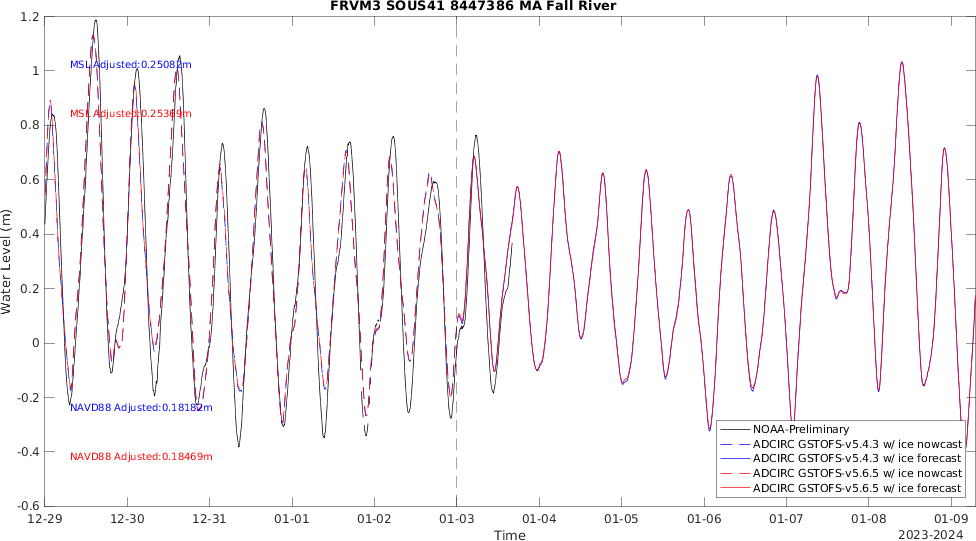 FRVM3 SOUS41 8447386 MA Fall River
1.2
1
0.8
0.6
0.4
0.2
0
-0.2
-0.4
-0.6
Water Level (m)
MSL Adjusted:0.25082m
MSL Adjusted:0.25369m
NAVD88 Adjusted:0.18182m
NAVD88 Adjusted:0.18469m
NOAA-Preliminary
ADCIRC GSTOFS-v5.4.3 w/ ice nowcast
ADCIRC GSTOFS-v5.4.3 w/ ice forecast
ADCIRC GSTOFS-v5.6.5 w/ ice nowcast
ADCIRC GSTOFS-v5.6.5 w/ ice forecast
12-29 12-30 12-31 01-01 01-02 01-03 01-04 01-05 01-06 01-07 01-08 01-09
Time
2023-2024